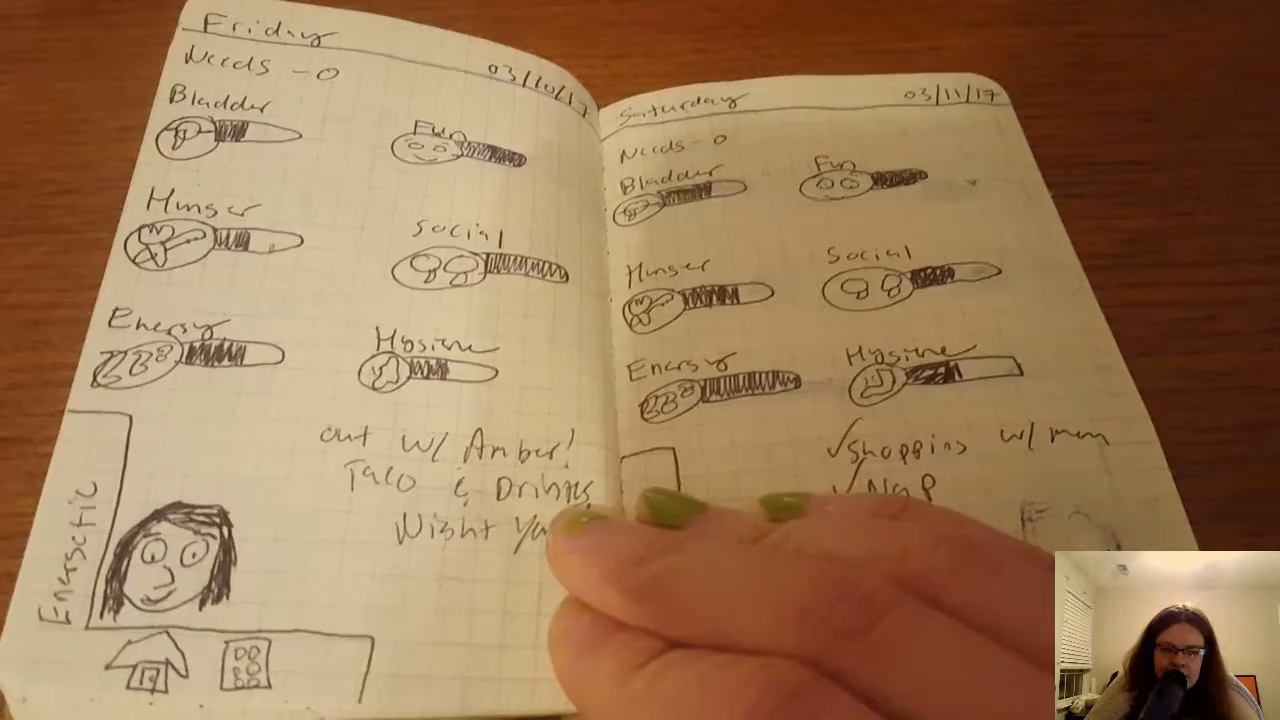 Friday
03/10/17
Needs - 0
Bladder
Fun
Hunger
Social
Energy
Hygiene
out w/ Amber!
Taco & Drinks
Night
Energetic
17
Saturday
03/11/17
Needs - 0
Bladder
Fun
Hunger
Social
Energy
Hygiene
✓Shopping w/ mom
✓Nap